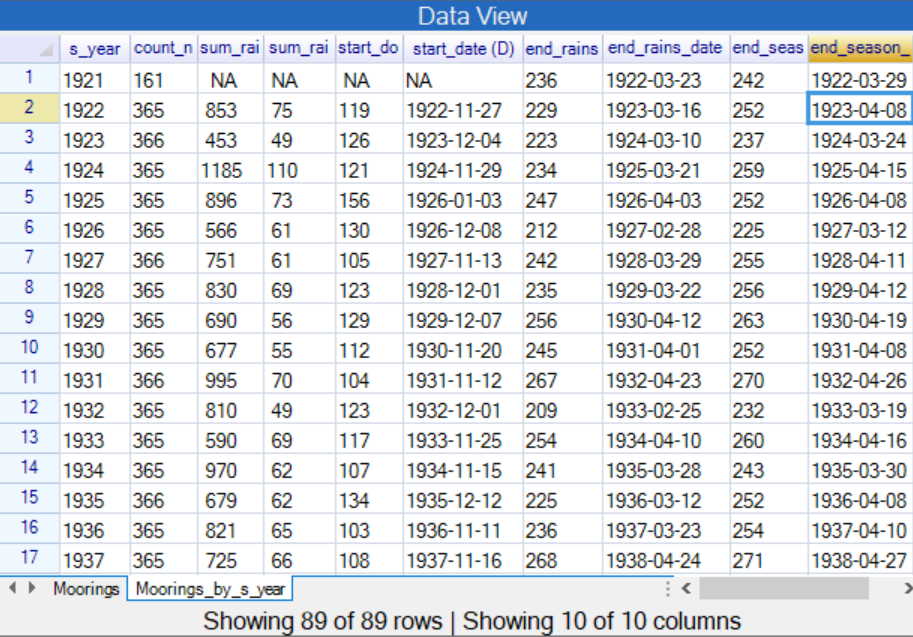 Data View
s_year count_n sum_rai sum_rai start_do start_date (D) end_rains end_rains_date end_seas end_season_
1 1921 161 NA NA NA NA 236 1922-03-23 242 1922-03-29
2 1922 365 853 75 119 1922-11-27 229 1923-03-16 252 1923-04-08
3 1923 366 453 49 126 1923-12-04 223 1924-03-10 237 1924-03-24
4 1924 365 1185 110 121 1924-11-29 234 1925-03-21 259 1925-04-15
5 1925 365 896 73 156 1926-01-03 247 1926-04-03 252 1926-04-08
6 1926 365 566 61 130 1926-12-08 212 1927-02-28 225 1927-03-12
7 1927 366 751 61 105 1927-11-13 242 1928-03-29 255 1928-04-11
8 1928 365 830 69 123 1928-12-01 235 1929-03-22 256 1929-04-12
9 1929 365 690 56 129 1929-12-07 256 1930-04-12 263 1930-04-19
10 1930 365 677 55 112 1930-11-20 245 1931-04-01 252 1931-04-08
11 1931 366 995 70 104 1931-11-12 267 1932-04-23 270 1932-04-26
12 1932 365 810 49 123 1932-12-01 209 1933-02-25 232 1933-03-19
13 1933 365 590 69 117 1933-11-25 254 1934-04-10 260 1934-04-16
14 1934 365 970 62 107 1934-11-15 241 1935-03-28 243 1935-03-30
15 1935 366 679 62 134 1935-12-12 225 1936-03-12 252 1936-04-08
16 1936 365 821 65 103 1936-11-11 236 1937-03-23 254 1937-04-10
17 1937 365 725 66 108 1937-11-16 268 1938-04-24 271 1938-04-27
Moorings Moorings_by_s_year
Showing 89 of 89 rows | Showing 10 of 10 columns